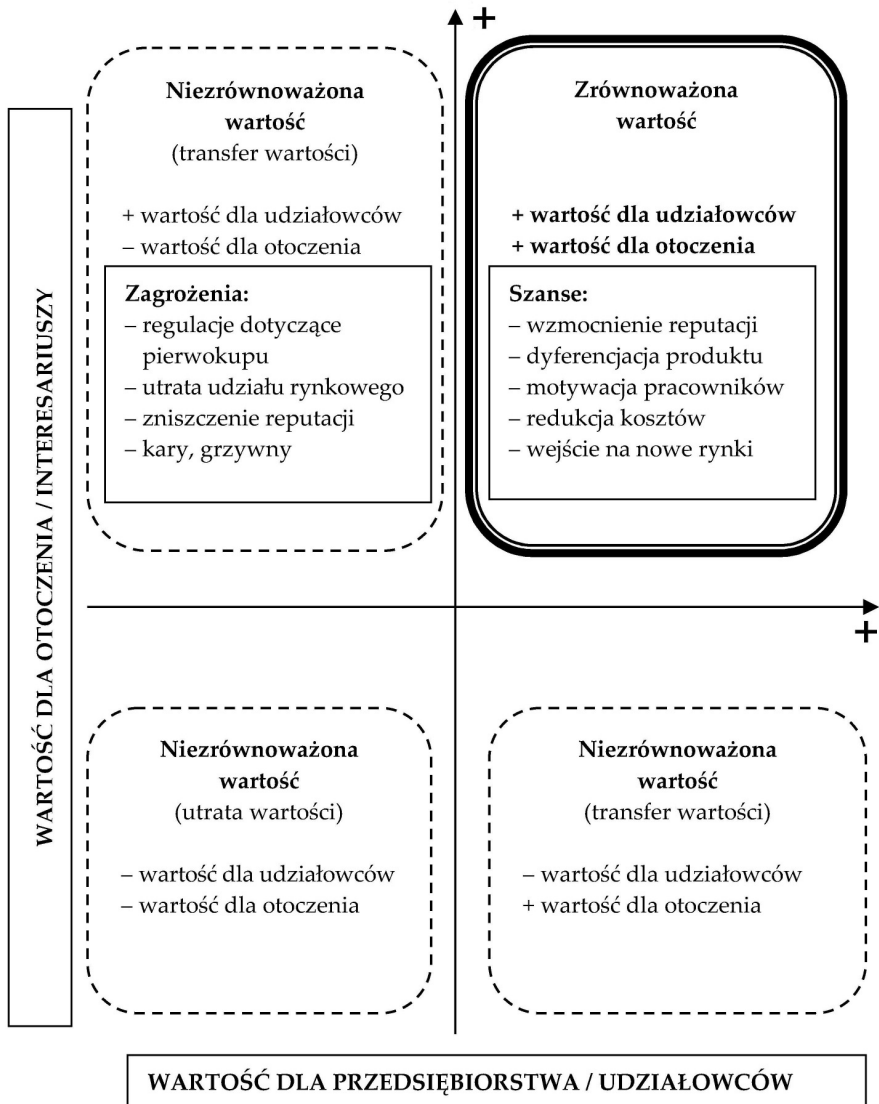 +
Niezrównoważona
wartość
(transfer wartości)
+ wartość dla udziałowców
– wartość dla otoczenia
Zagrożenia:
– regulacje dotyczące
pierwokupu
– utrata udziału rynkowego
– zniszczenie reputacji
– kary, grzywny
Zrównoważona
wartość
+ wartość dla udziałowców
+ wartość dla otoczenia
Szanse:
– wzmocnienie reputacji
– dyferencjacja produktu
– motywacja pracowników
– redukcja kosztów
– wejście na nowe rynki
+
WARTOŚĆ DLA OTOCZENIA / INTERESARIUSZY
Niezrównoważona
wartość
(utrata wartości)
– wartość dla udziałowców
– wartość dla otoczenia
Niezrównoważona
wartość
(transfer wartości)
– wartość dla udziałowców
+ wartość dla otoczenia
WARTOŚĆ DLA PRZEDSIĘBIORSTWA / UDZIAŁOWCÓW